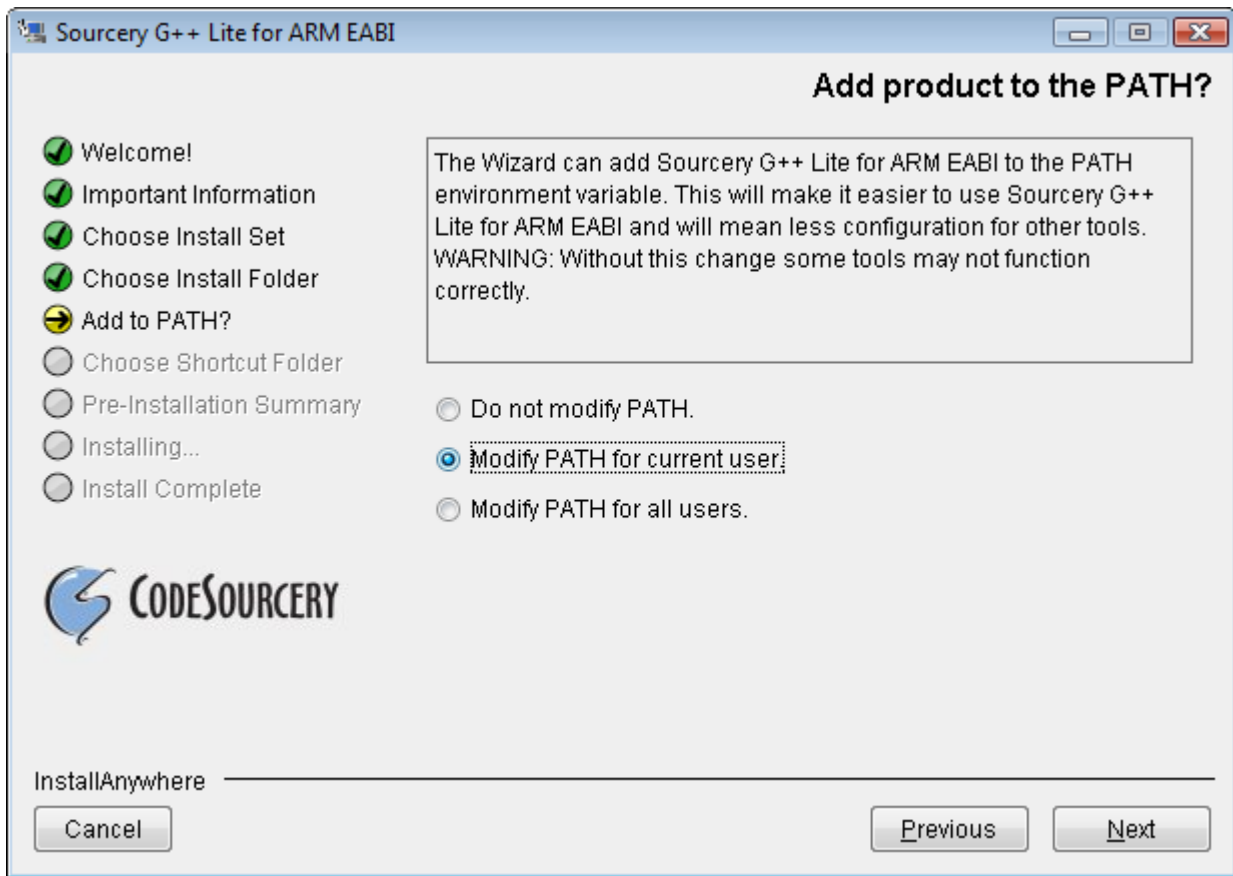 Sourcery G++ Lite for ARM EABI
Add product to the PATH?
Welcome!
Important Information
Choose Install Set
Choose Install Folder
Add to PATH?
Choose Shortcut Folder
Pre-Installation Summary
Installing...
Install Complete
The Wizard can add Sourcery G++ Lite for ARM EABI to the PATH
environment variable. This will make it easier to use Sourcery G++
Lite for ARM EABI and will mean less configuration for other tools.
WARNING: Without this change some tools may not function
correctly.
Do not modify PATH.
Modify PATH for current user.
Modify PATH for all users.
CODESOURCERY
InstallAnywhere
Cancel
Previous
Next